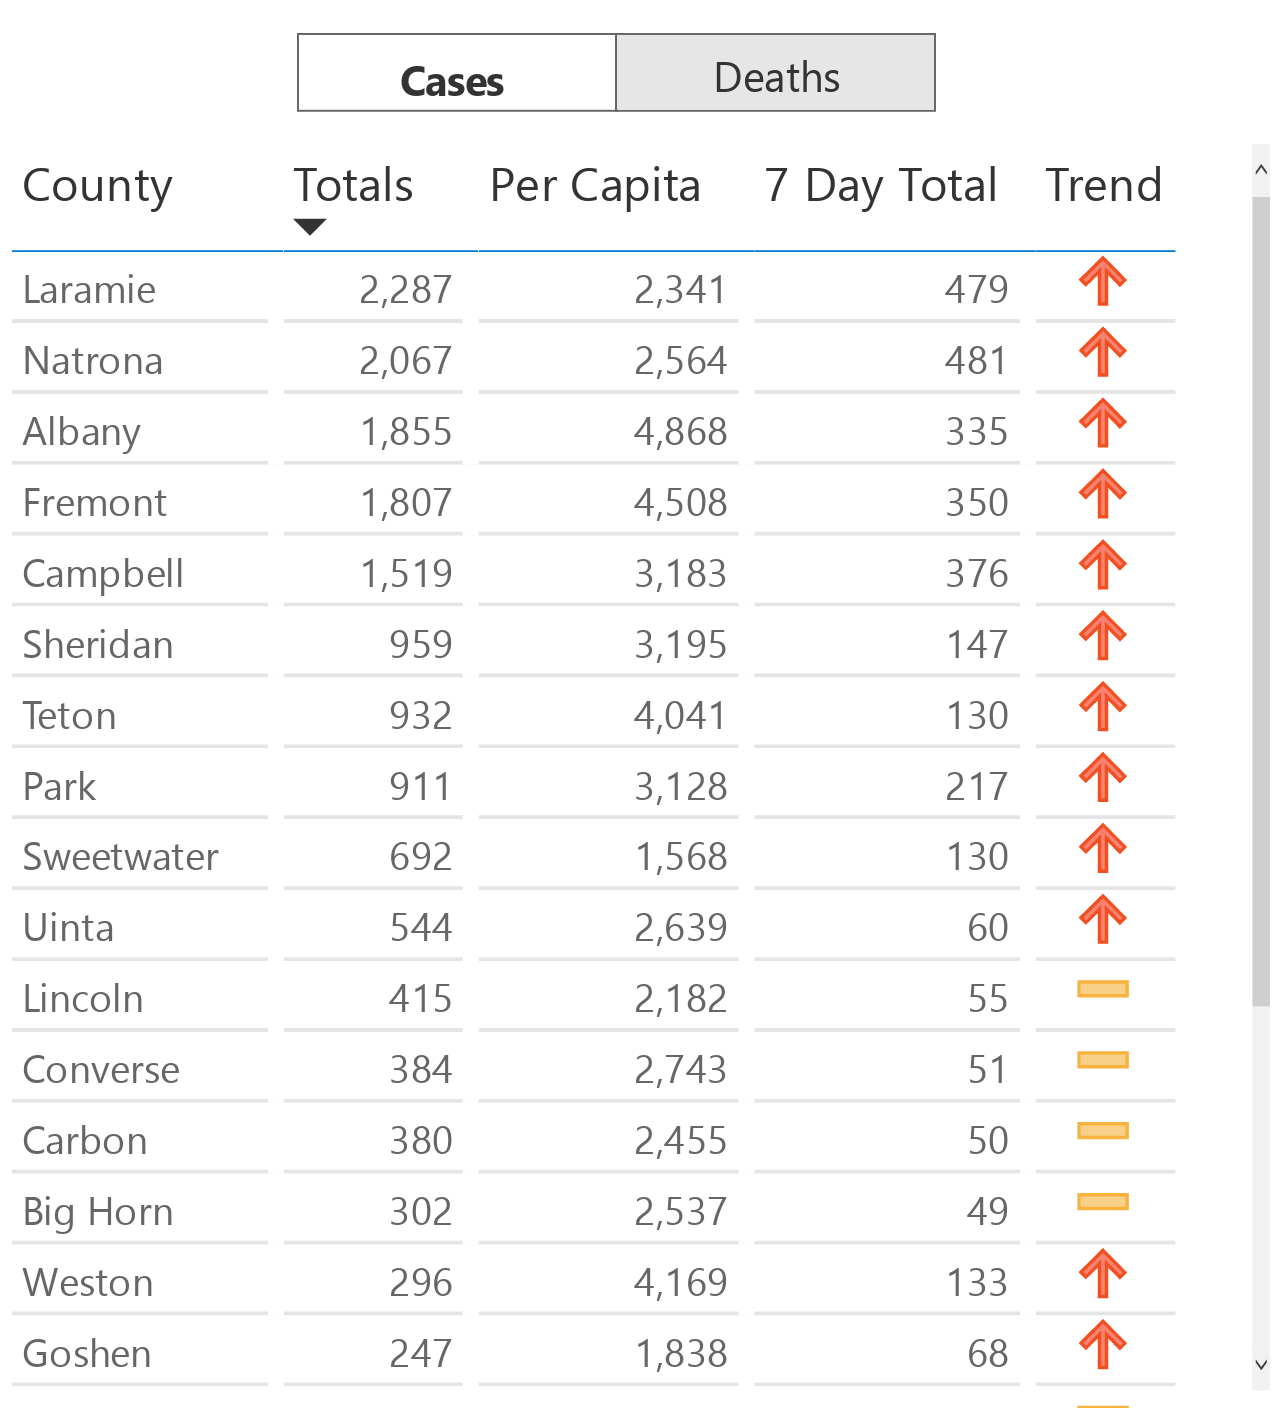 Cases Deaths
County Totals Per Capita 7 Day Total Trend
Laramie 2,287 2,341 479
Natrona 2,067 2,564 481
Albany 1,855 4,868 335
Fremont 1,807 4,508 350
Campbell 1,519 3,183 376
Sheridan 959 3,195 147
Teton 932 4,041 130
Park 911 3,128 217
Sweetwater 692 1,568 130
Uinta 544 2,639 60
Lincoln 415 2,182 55
Converse 384 2,743 51
Carbon 380 2,455 50
Big Horn 302 2,537 49
Weston 296 4,169 133
Goshen 247 1,838 68